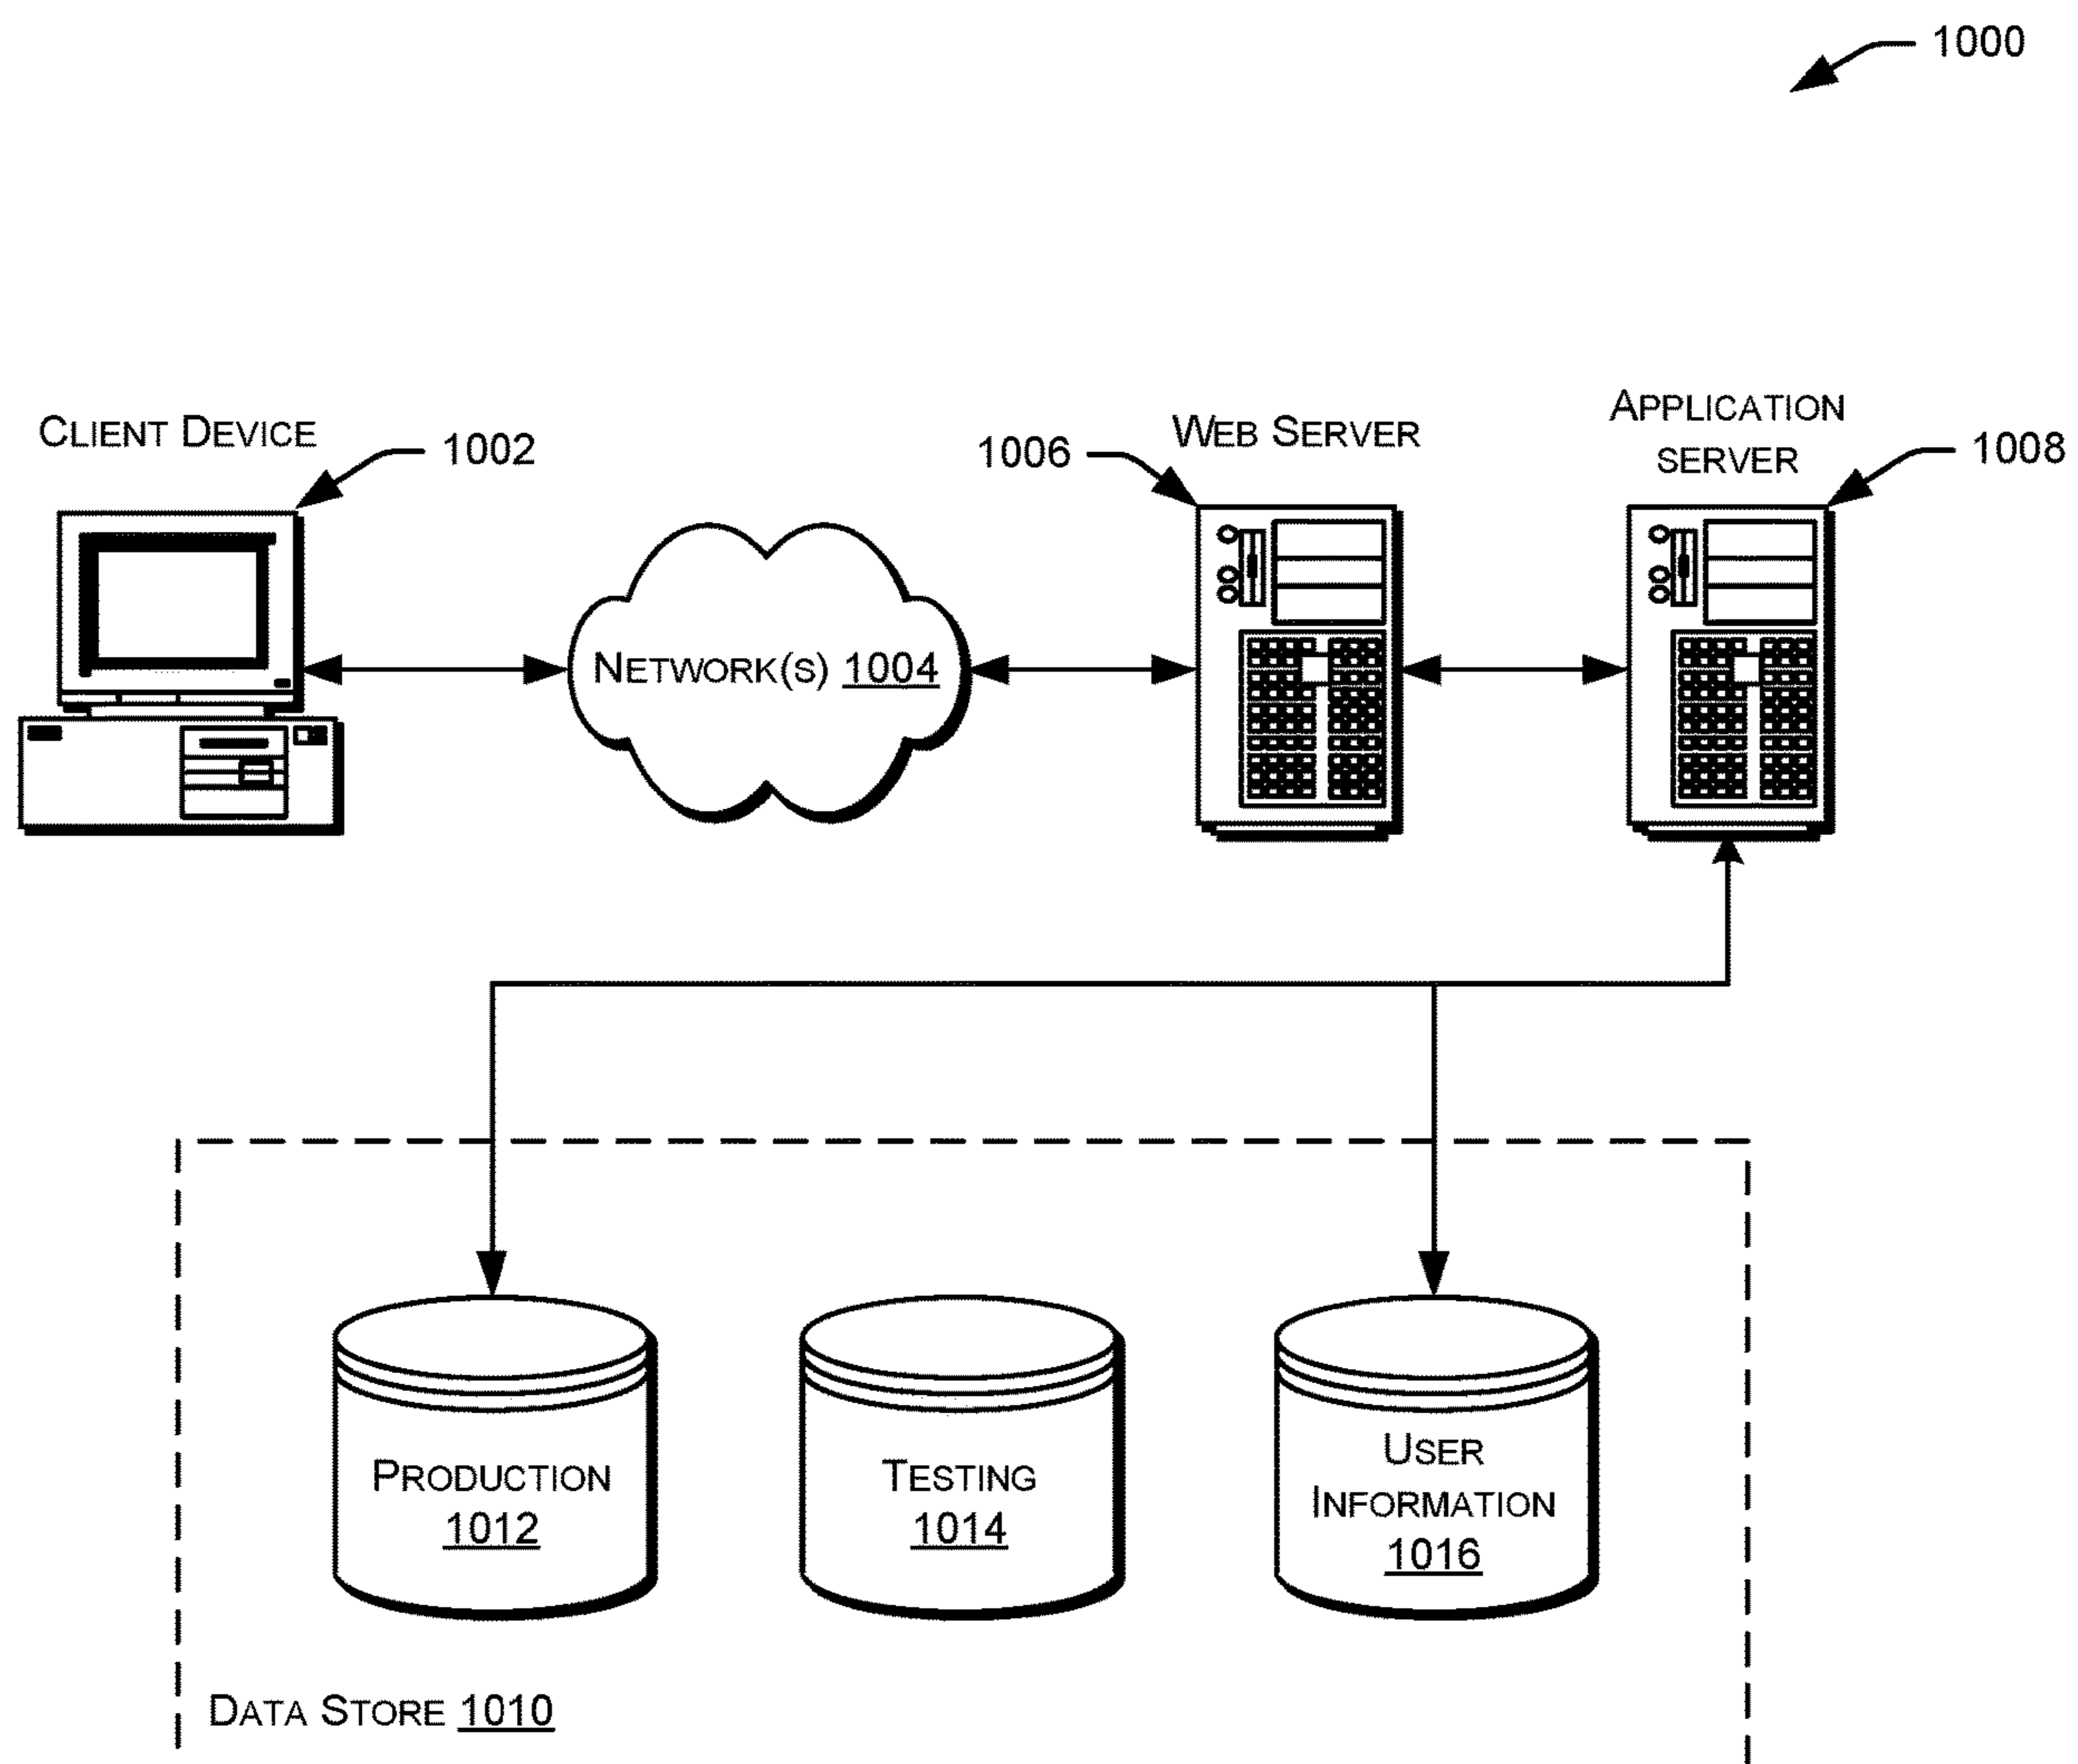 1000
CLIENT DEVICE
1002
1006
WEB SERVER
APPLICATION
SERVER
1008
NETWORK(S) 1004
PRODUCTION
1012
TESTING
1014
USER
INFORMATION
1016
DATA STORE 1010